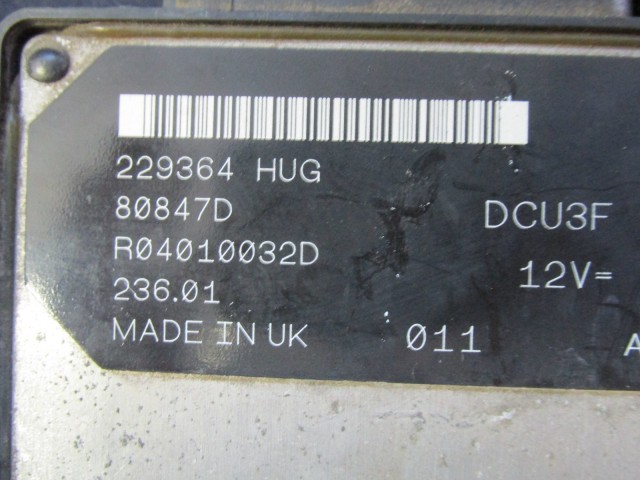 229364 HUG
80847D
R04010032D
236.01
MADE IN UK
DCU3F
12V=
011
A